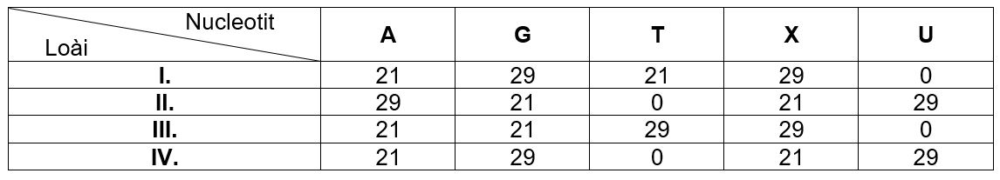 Nucleotit
Loài A G T X U
I. 21 29 21 29 0
II. 29 21 0 21 29
III. 21 21 29 29 0
IV. 21 29 0 21 29